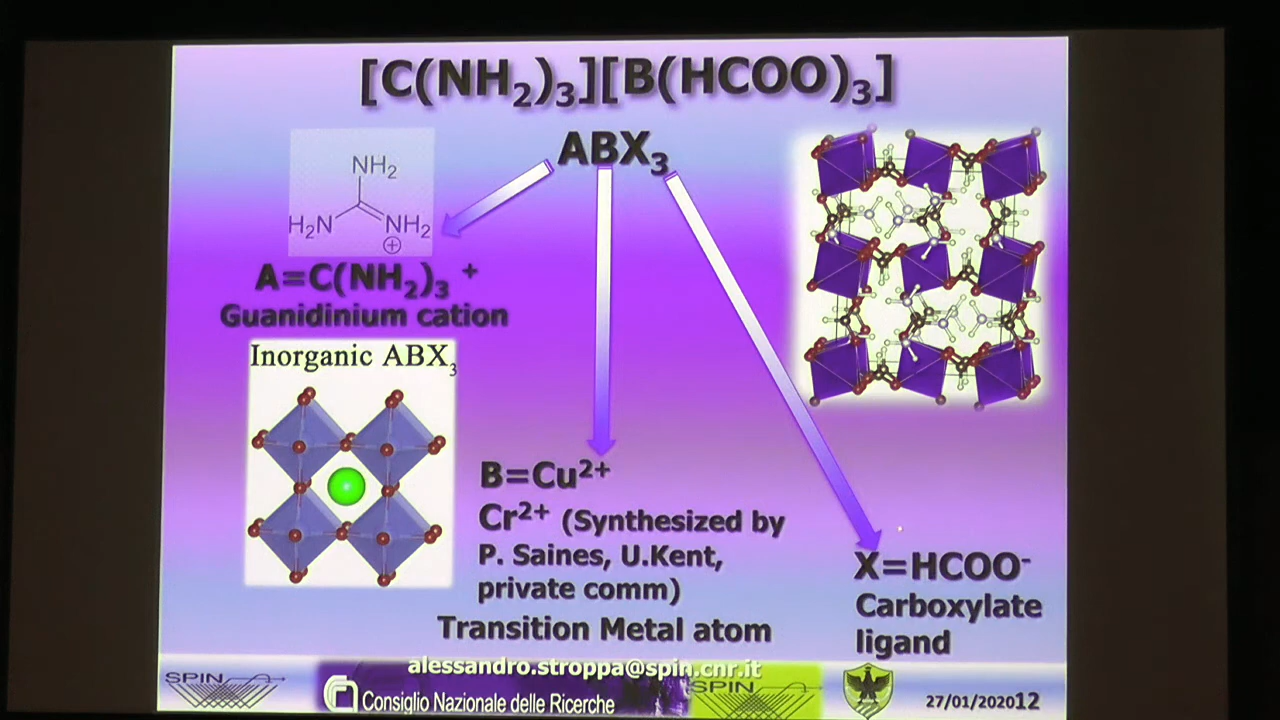 [C(NH₂)₃][B(HCOO)₃]
ABX₃
NH₂
H₂N
NH₂
+
A=C(NH₂)₃ ⁺
Guanidinium cation
Inorganic ABX₃
B=Cu²⁺
Cr²⁺ (Synthesized by
P. Saines, U.Kent,
private comm)
Transition Metal atom
X=HCOO⁻
Carboxylate
ligand
alessandro.stroppa@spin.cnr.it
SPIN
Consiglio Nazionale delle Ricerche
SPIN
27/01/2020 12